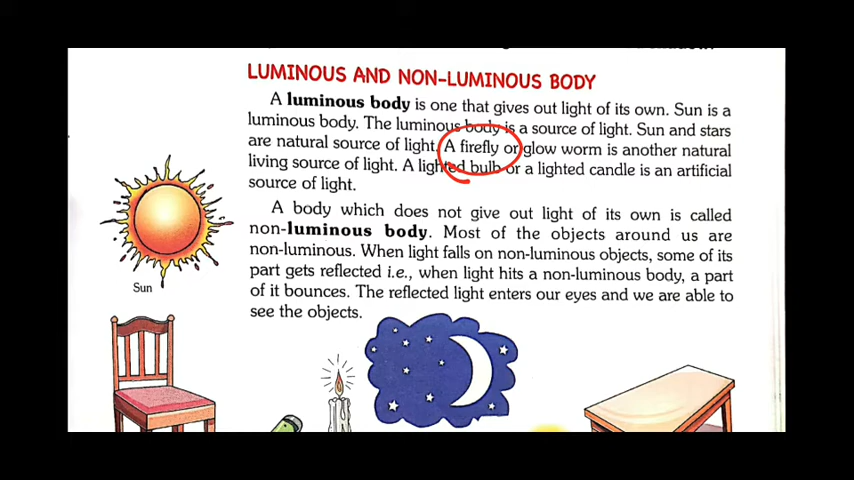 LUMINOUS AND NON-LUMINOUS BODY
A luminous body is one that gives out light of its own. Sun is a
luminous body. The luminous body is a source of light. Sun and stars
are natural source of light. A firefly or glow worm is another natural
living source of light. A lighted bulb or a lighted candle is an artificial
source of light.
A body which does not give out light of its own is called
non-luminous body. Most of the objects around us are
non-luminous. When light falls on non-luminous objects, some of its
part gets reflected i.e., when light hits a non-luminous body, a part
of it bounces. The reflected light enters our eyes and we are able to
see the objects.
Sun